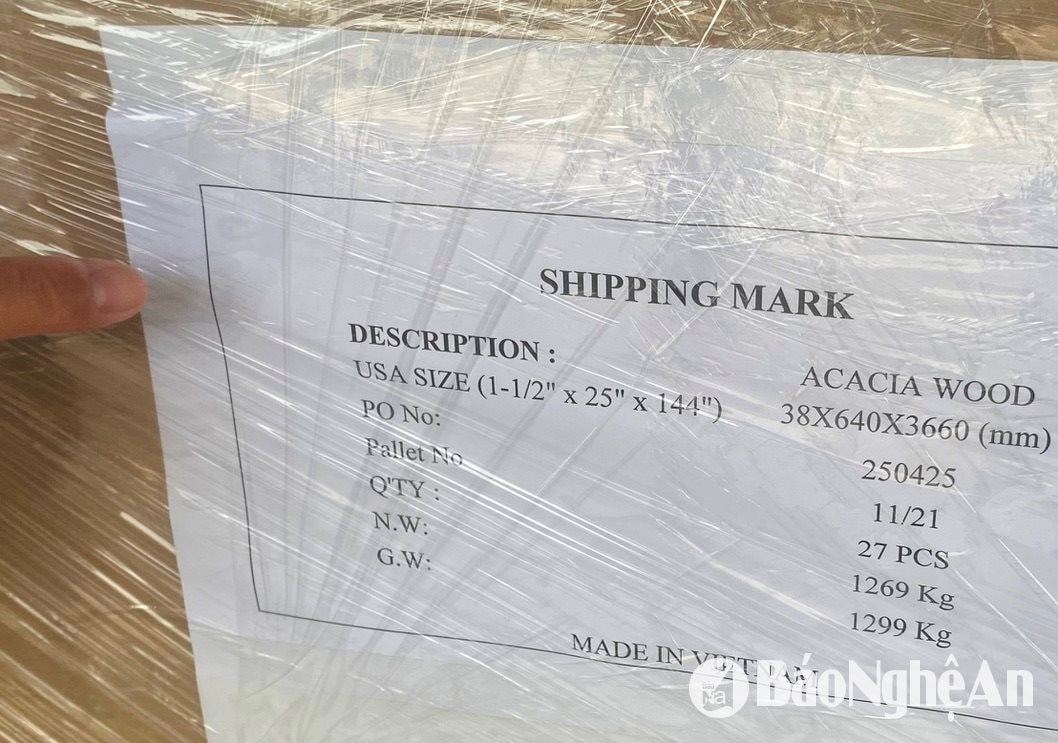 SHIPPING MARK
DESCRIPTION : ACACIA WOOD
USA SIZE (1-1/2" x 25" x 144") 38X640X3660 (mm)
PO No: 250425
Pallet No 11/21
Q'TY : 27 PCS
N.W: 1269 Kg
G.W: 1299 Kg
MADE IN VIETNAM
BáoNghệAn